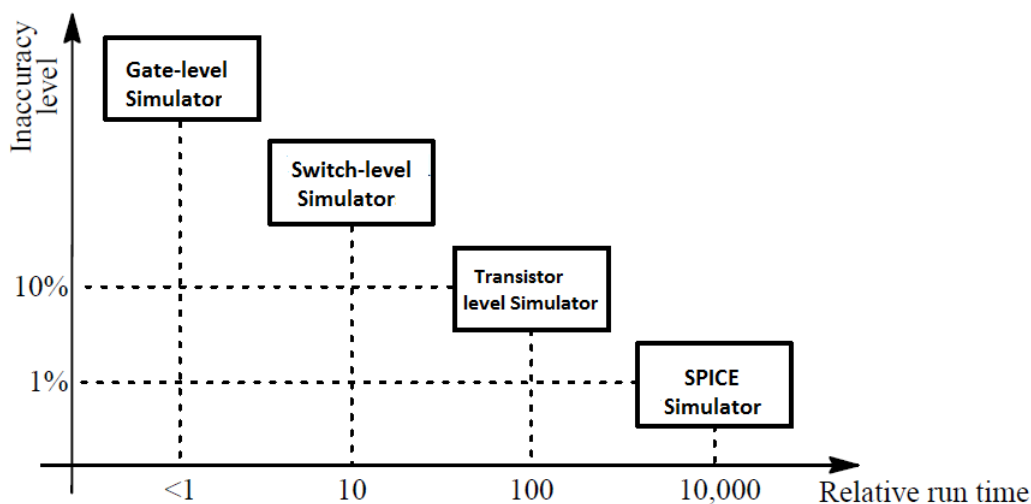 Inaccuracy
level
Gate-level
Simulator
Switch-level
Simulator
10%
Transistor
level Simulator
1%
SPICE
Simulator
<1
10
100
10,000
Relative run time